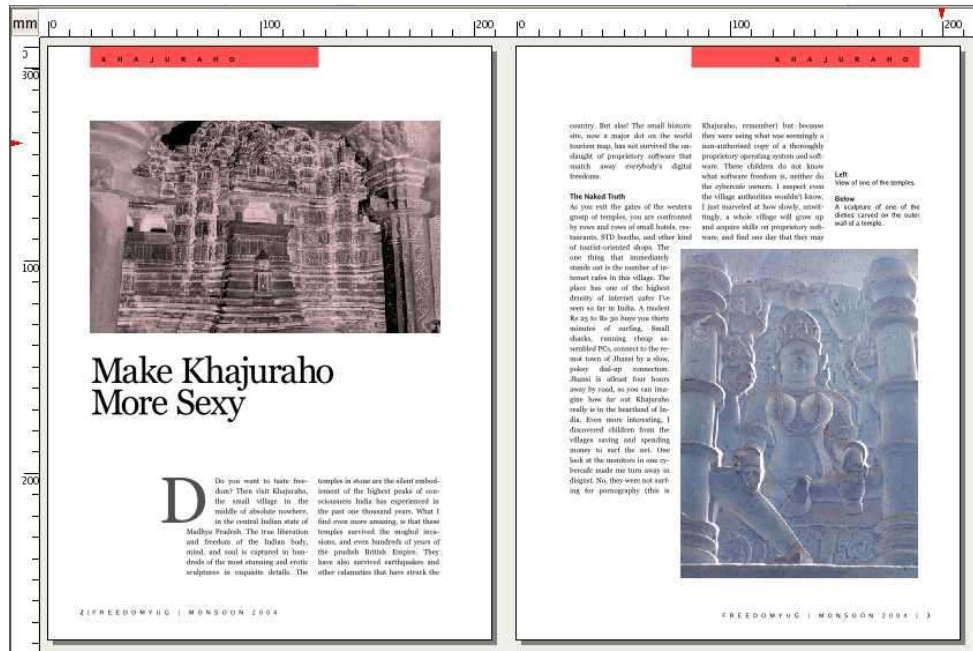 mm
0
100
200
0
100
200
0
300
100
200
KHAJURAHO
Make Khajuraho
More Sexy
Do you want to taste free-
dom? Then visit Khajuraho,
the small village in the
middle of absolute nowhere,
in the central Indian state of
Madhya Pradesh. The true liberation
and freedom of the Indian body,
mind, and soul is captured in hun-
dreds of the most stunning and erotic
sculptures in exquisite details. The
temples in stone are the silent embod-
iement of the highest peaks of con-
sciousness India has experienced in
the past one thousand years. What I
find even more amazing, is that these
temples survived the moghul inva-
sions, and even hundreds of years of
the prudish British Empire. They
have also survived earthquakes and
other calamities that have struck the
2|FREEDOMYUG | MONSOON 2004
KHAJURAHO
country. But alas! The small historic
site, now a major dot on the world
tourism map, has not survived the on-
slaught of proprietary software that
snatch away everybody's digital
freedoms.
The Naked Truth
As you exit the gates of the western
group of temples, you are confronted
by rows and rows of small hotels, res-
taurants, STD booths, and other kind
of tourist-oriented shops. The
one thing that immediately
stands out is the number of in-
ternet cafes in this village. The
place has one of the highest
density of internet cafes I've
seen so far in India. A modest
Rs 25 to Rs 30 buys you thirty
minutes of surfing. Small
shacks, running cheap as-
sembled PCs, connect to the re-
mot town of Jhansi by a slow,
pokey dial-up connection.
Jhansi is atleast four hours
away by road, so you can ima-
gine how far out Khajuraho
really is in the heartland of In-
dia. Even more interesting, I
discovered children from the
villages saving and spending
money to surf the net. One
look at the monitors in one cy-
bercafe made me turn away in
disgust. No, they were not surf-
ing for pornography (this is
Khajuraho, remember) but because
they were using what was seemingly a
non-authorised copy of a thoroughly
proprietary operating system and soft-
ware. These children do not know
what software freedom is, neither do
the cybercafe owners. I suspect even
the village authorities wouldn't know.
I just marveled at how slowly, unwit-
tingly, a whole village will grow up
and acquire skills on proprietary soft-
ware, and find one day that they may
Left
View of one of the temples.
Below
A sculpture of one of the
dieties carved on the outer
wall of a temple.
FREEDOMYUG | MONSOON 2004 | 3